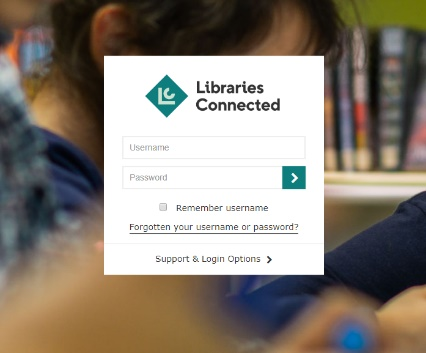 Libraries
Connected
Username
Password
Remember username
Forgotten your username or password?
Support & Login Options